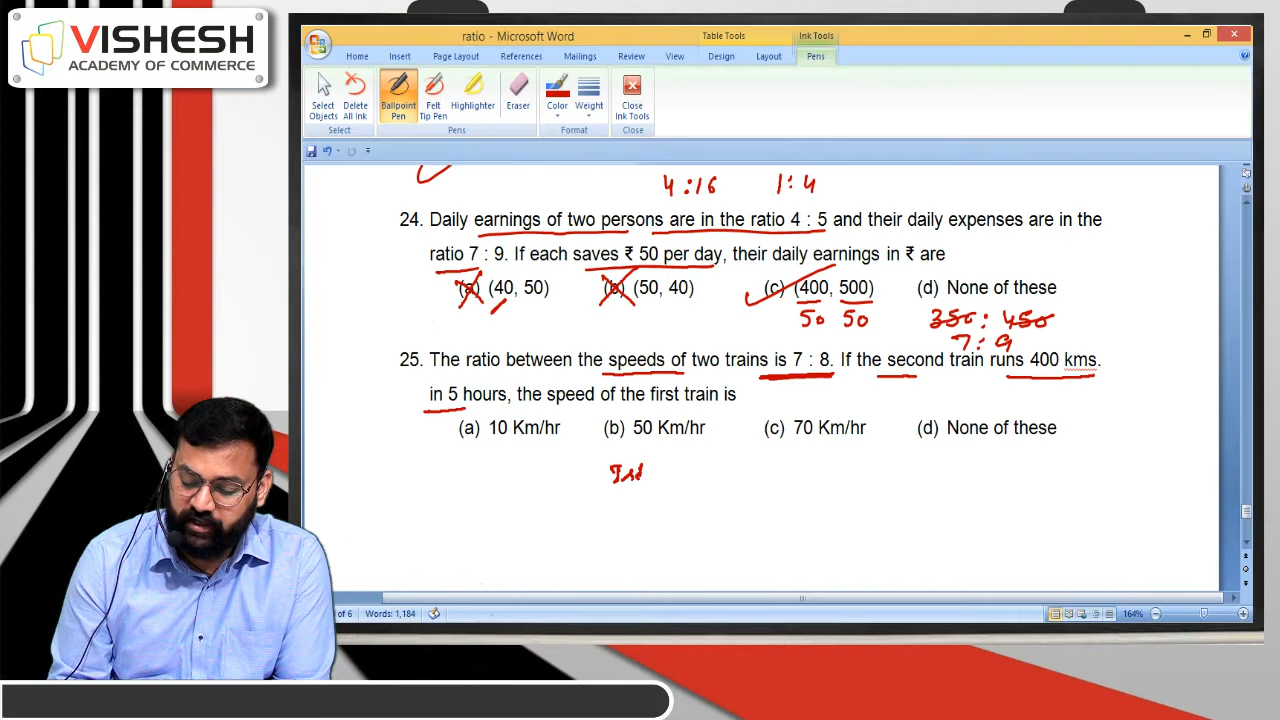 VISHESH
ACADEMY OF COMMERCE
ratio - Microsoft Word
Table Tools
Ink Tools
Home Insert Page Layout References Mailings Review View Design Layout Pens
Select Objects
Delete All Ink
Ballpoint Pen
Felt Tip Pen
Highlighter
Eraser
Color
Weight
Close Ink Tools
Select Pens Format Close
4 : 16 1 : 4
24. Daily earnings of two persons are in the ratio 4 : 5 and their daily expenses are in the
ratio 7 : 9. If each saves ₹ 50 per day, their daily earnings in ₹ are
(a) (40, 50) (b) (50, 40) (c) (400, 500) (d) None of these
50 50 350 : 450
7 : 9
25. The ratio between the speeds of two trains is 7 : 8. If the second train runs 400 kms.
in 5 hours, the speed of the first train is
(a) 10 Km/hr (b) 50 Km/hr (c) 70 Km/hr (d) None of these
of 6 Words: 1,184 164%